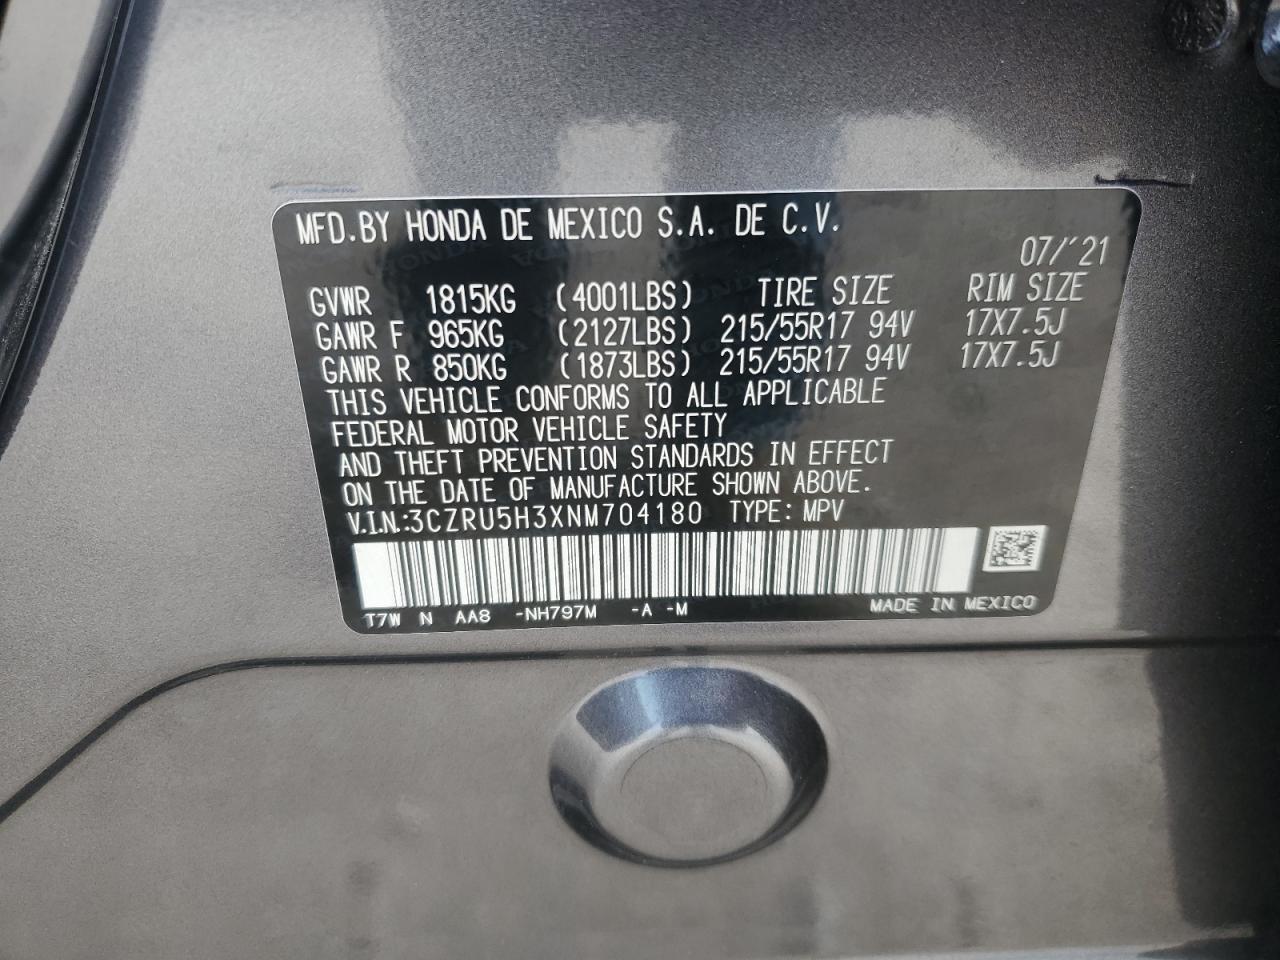 MFD.BY HONDA DE MEXICO S.A. DE C.V.
07/'21
GVWR 1815KG (4001LBS) TIRE SIZE RIM SIZE
GAWR F 965KG (2127LBS) 215/55R17 94V 17X7.5J
GAWR R 850KG (1873LBS) 215/55R17 94V 17X7.5J
THIS VEHICLE CONFORMS TO ALL APPLICABLE
FEDERAL MOTOR VEHICLE SAFETY
AND THEFT PREVENTION STANDARDS IN EFFECT
ON THE DATE OF MANUFACTURE SHOWN ABOVE.
V.I.N.:3CZRU5H3XNM704180 TYPE: MPV
T7W N AA8 -NH797M -A -M MADE IN MEXICO